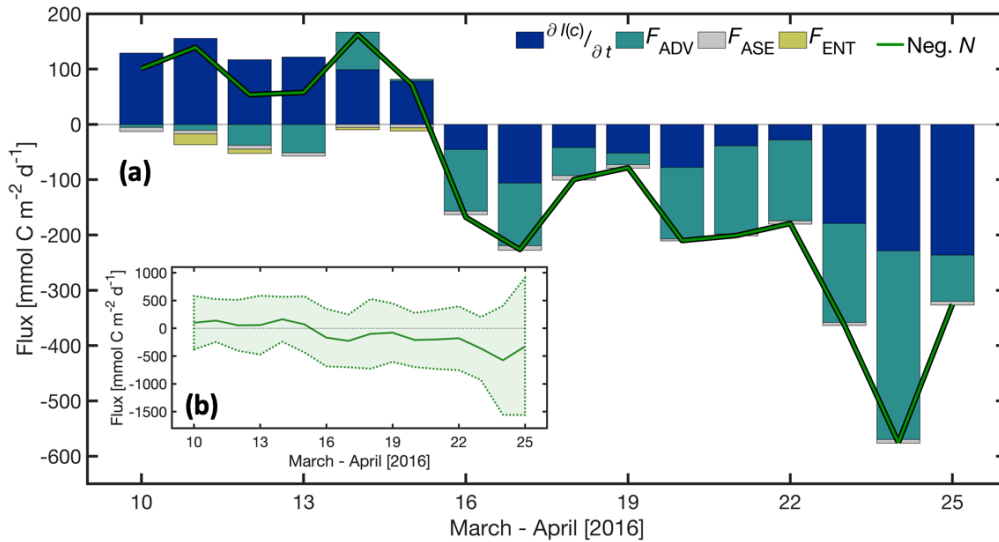 ∂ I(c)/∂ t F_ADV F_ASE F_ENT Neg. N
200
100
0
-100
-200
-300
-400
-500
-600
Flux [mmol C m⁻² d⁻¹]
(a)
1000
500
0
-500
-1000
-1500
Flux [mmol C m⁻² d⁻¹]
(b)
10 13 16 19 22 25
March - April [2016]
10 13 16 19 22 25
March - April [2016]